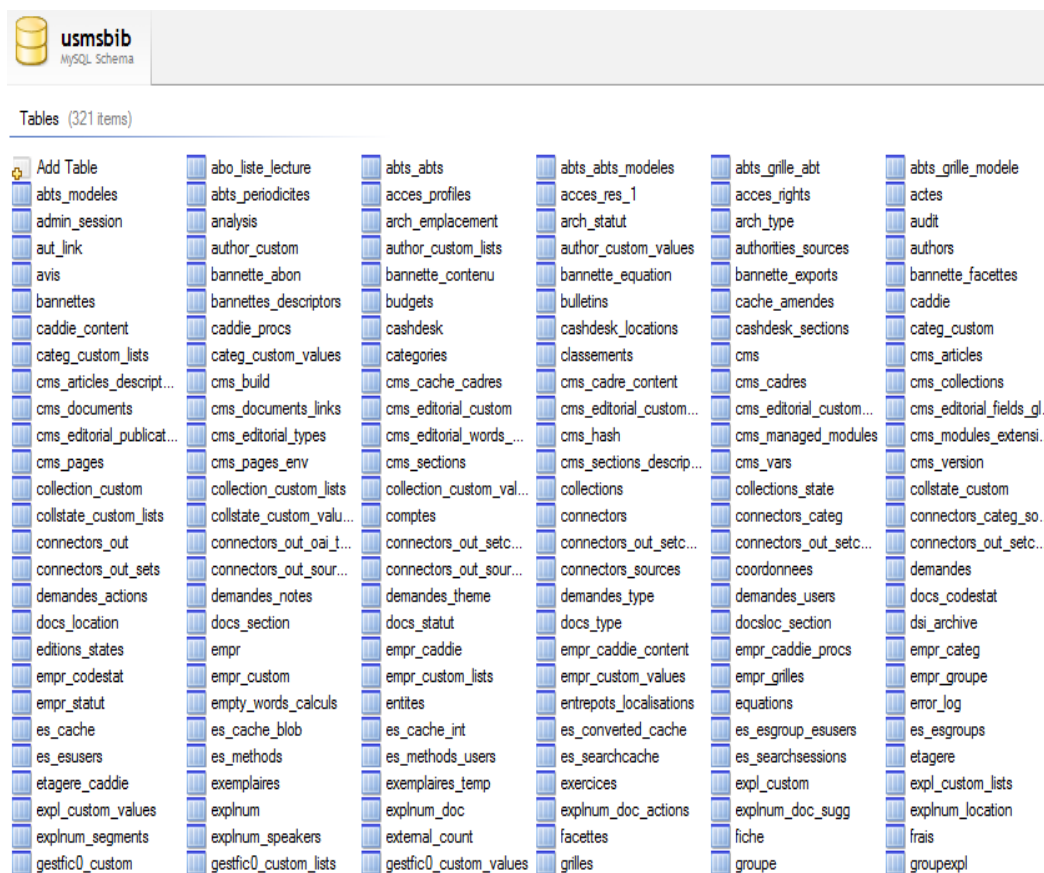 usmsbib
MySQL Schema
Tables (321 items)
Add Table abo_liste_lecture abts_abts abts_abts_modeles abts_grille_abt abts_grille_modele
abts_modeles abts_periodicites acces_profiles acces_res_1 acces_rights actes
admin_session analysis arch_emplacement arch_statut arch_type audit
aut_link author_custom author_custom_lists author_custom_values authorities_sources authors
avis bannette_abon bannette_contenu bannette_equation bannette_exports bannette_facettes
bannettes bannettes_descriptors budgets bulletins cache_amendes caddie
caddie_content caddie_procs cashdesk cashdesk_locations cashdesk_sections categ_custom
categ_custom_lists categ_custom_values categories classements cms cms_articles
cms_articles_descript... cms_build cms_cache_cadres cms_cadre_content cms_cadres cms_collections
cms_documents cms_documents_links cms_editorial_custom cms_editorial_custom... cms_editorial_custom... cms_editorial_fields_gl.
cms_editorial_publicat... cms_editorial_types cms_editorial_words_... cms_hash cms_managed_modules cms_modules_extensi.
cms_pages cms_pages_env cms_sections cms_sections_descrip... cms_vars cms_version
collection_custom collection_custom_lists collection_custom_val... collections collections_state collstate_custom
collstate_custom_lists collstate_custom_valu... comptes connectors connectors_categ connectors_categ_so.
connectors_out connectors_out_oai_t... connectors_out_setc... connectors_out_setc... connectors_out_setc... connectors_out_setc..
connectors_out_sets connectors_out_sour... connectors_out_sour... connectors_sources coordonnees demandes
demandes_actions demandes_notes demandes_theme demandes_type demandes_users docs_codestat
docs_location docs_section docs_statut docs_type docsloc_section dsi_archive
editions_states empr empr_caddie empr_caddie_content empr_caddie_procs empr_categ
empr_codestat empr_custom empr_custom_lists empr_custom_values empr_grilles empr_groupe
empr_statut empty_words_calculs entites entrepots_localisations equations error_log
es_cache es_cache_blob es_cache_int es_converted_cache es_esgroup_esusers es_esgroups
es_esusers es_methods es_methods_users es_searchcache es_searchsessions etagere
etagere_caddie exemplaires exemplaires_temp exercices expl_custom expl_custom_lists
expl_custom_values explnum explnum_doc explnum_doc_actions explnum_doc_sugg explnum_location
explnum_segments explnum_speakers external_count facettes fiche frais
gestfic0_custom gestfic0_custom_lists gestfic0_custom_values grilles groupe groupexpl